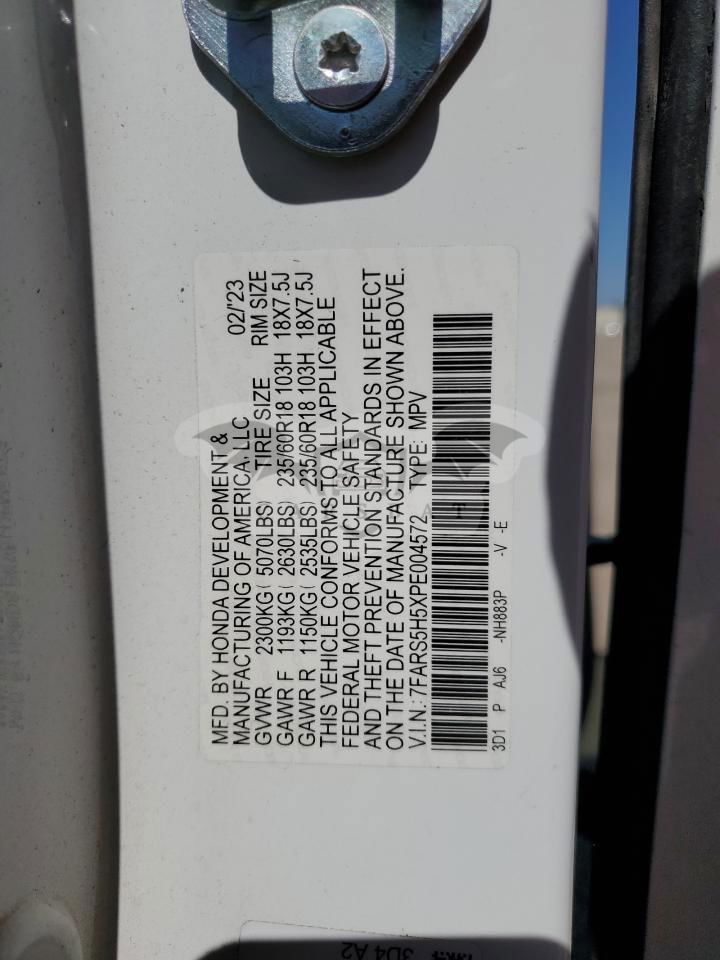 MFD. BY HONDA DEVELOPMENT &
MANUFACTURING OF AMERICA, LLC 02/'23
GVWR 2300KG( 5070LBS) TIRE SIZE RIM SIZE
GAWR F 1193KG( 2630LBS) 235/60R18 103H 18X7.5J
GAWR R 1150KG( 2535LBS) 235/60R18 103H 18X7.5J
THIS VEHICLE CONFORMS TO ALL APPLICABLE
FEDERAL MOTOR VEHICLE SAFETY
AND THEFT PREVENTION STANDARDS IN EFFECT
ON THE DATE OF MANUFACTURE SHOWN ABOVE.
V.I.N.: 7FARS5H5XPE004572 TYPE: MPV
3D1 P AJ6 -NH883P -V -E
3D4 A2